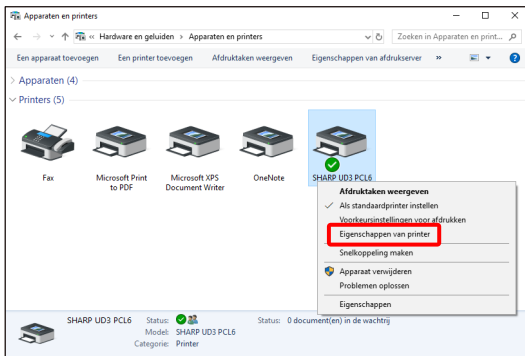 Apparaten en printers
« Hardware en geluiden > Apparaten en printers
Zoeken in Apparaten en print...
Een apparaat toevoegen Een printer toevoegen Afdruktaken weergeven Eigenschappen van afdrukserver »
Apparaten (4)
Printers (5)
Fax
Microsoft Print to PDF
Microsoft XPS Document Writer
OneNote
SHARP UD3 PCL6
Afdruktaken weergeven
Als standaardprinter instellen
Voorkeursinstellingen voor afdrukken
Eigenschappen van printer
Snelkoppeling maken
Apparaat verwijderen
Problemen oplossen
Eigenschappen
SHARP UD3 PCL6 Status: Status: 0 document(en) in de wachtrij
Model: SHARP UD3 PCL6
Categorie: Printer